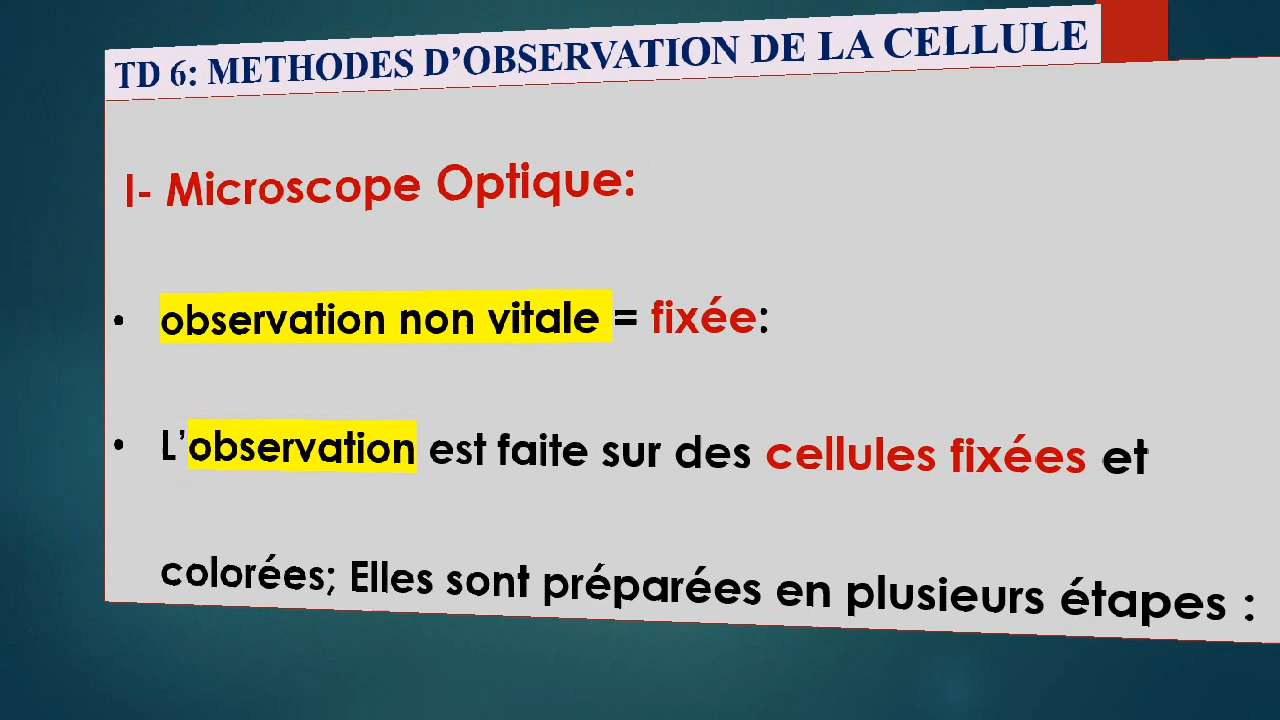 TD 6: METHODES D’OBSERVATION DE LA CELLULE
I- Microscope Optique:
• observation non vitale = fixée:
• L’observation est faite sur des cellules fixées et
colorées; Elles sont préparées en plusieurs étapes :